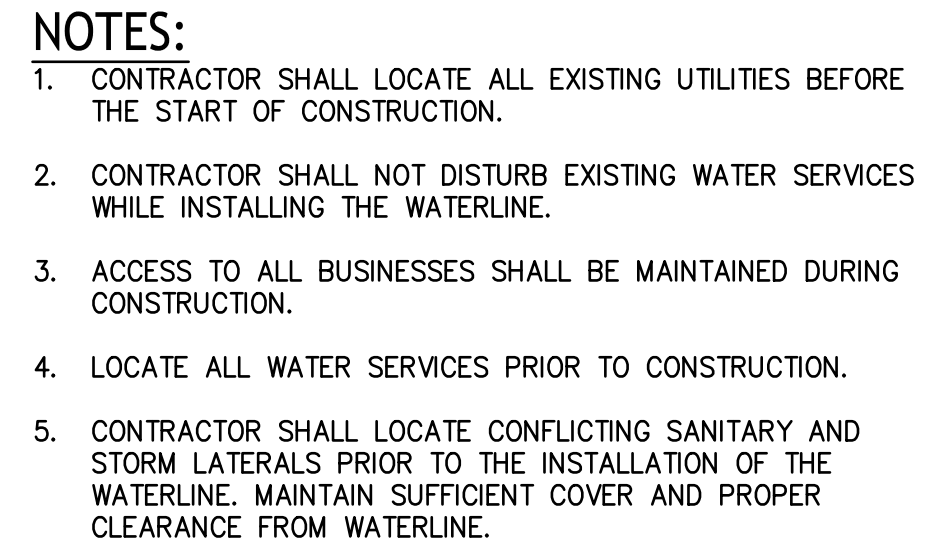 NOTES:
1. CONTRACTOR SHALL LOCATE ALL EXISTING UTILITIES BEFORE
THE START OF CONSTRUCTION.
2. CONTRACTOR SHALL NOT DISTURB EXISTING WATER SERVICES
WHILE INSTALLING THE WATERLINE.
3. ACCESS TO ALL BUSINESSES SHALL BE MAINTAINED DURING
CONSTRUCTION.
4. LOCATE ALL WATER SERVICES PRIOR TO CONSTRUCTION.
5. CONTRACTOR SHALL LOCATE CONFLICTING SANITARY AND
STORM LATERALS PRIOR TO THE INSTALLATION OF THE
WATERLINE. MAINTAIN SUFFICIENT COVER AND PROPER
CLEARANCE FROM WATERLINE.